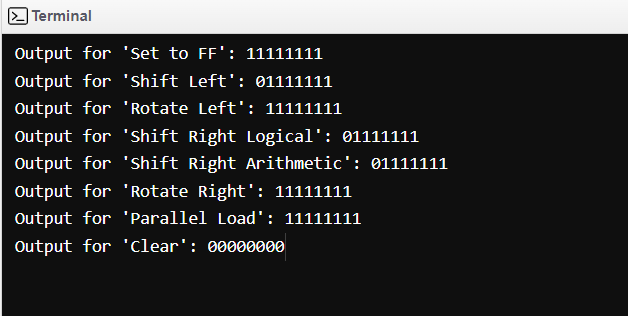 Terminal
Output for 'Set to FF': 11111111
Output for 'Shift Left': 01111111
Output for 'Rotate Left': 11111111
Output for 'Shift Right Logical': 01111111
Output for 'Shift Right Arithmetic': 01111111
Output for 'Rotate Right': 11111111
Output for 'Parallel Load': 11111111
Output for 'Clear': 00000000